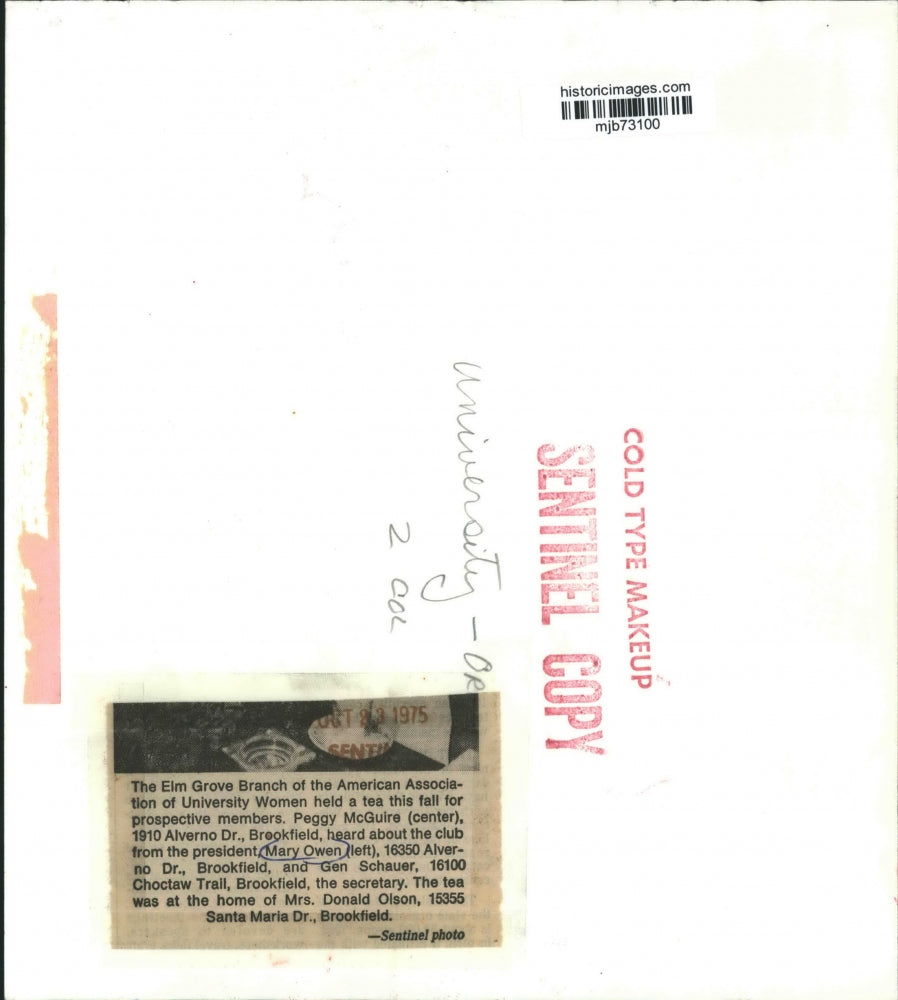 historicimages.com
mjb73100
COLD TYPE MAKEUP
SENTINEL COPY
University - OR
2 col
OCT 23 1975
SENTI
The Elm Grove Branch of the American Associa-
tion of University Women held a tea this fall for
prospective members. Peggy McGuire (center),
1910 Alverno Dr., Brookfield, heard about the club
from the president, Mary Owen (left), 16350 Alver-
no Dr., Brookfield, and Gen Schauer, 16100
Choctaw Trail, Brookfield, the secretary. The tea
was at the home of Mrs. Donald Olson, 15355
Santa Maria Dr., Brookfield.
—Sentinel photo